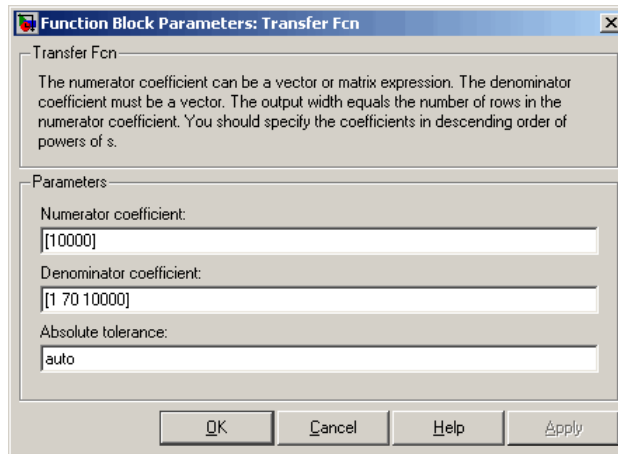 Function Block Parameters: Transfer Fcn
Transfer Fcn
The numerator coefficient can be a vector or matrix expression. The denominator
coefficient must be a vector. The output width equals the number of rows in the
numerator coefficient. You should specify the coefficients in descending order of
powers of s.
Parameters
Numerator coefficient:
[10000]
Denominator coefficient:
[1 70 10000]
Absolute tolerance:
auto
OK Cancel Help Apply